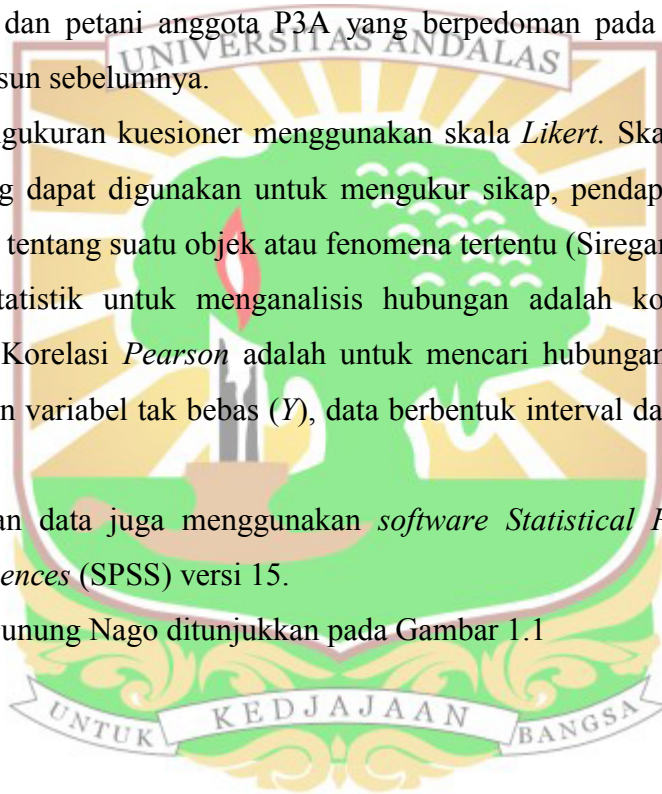 dan petani anggota P3A yang berpedoman pada
UNIVERSITAS ANDALAS
sun sebelumnya.
gukuran kuesioner menggunakan skala Likert. Ska
g dapat digunakan untuk mengukur sikap, pendap
tentang suatu objek atau fenomena tertentu (Siregar
tatistik untuk menganalisis hubungan adalah ko
Korelasi Pearson adalah untuk mencari hubungan
n variabel tak bebas (Y), data berbentuk interval da
an data juga menggunakan software Statistical P
ences (SPSS) versi 15.
unung Nago ditunjukkan pada Gambar 1.1
UNTUK KEDJAJAAN BANGSA